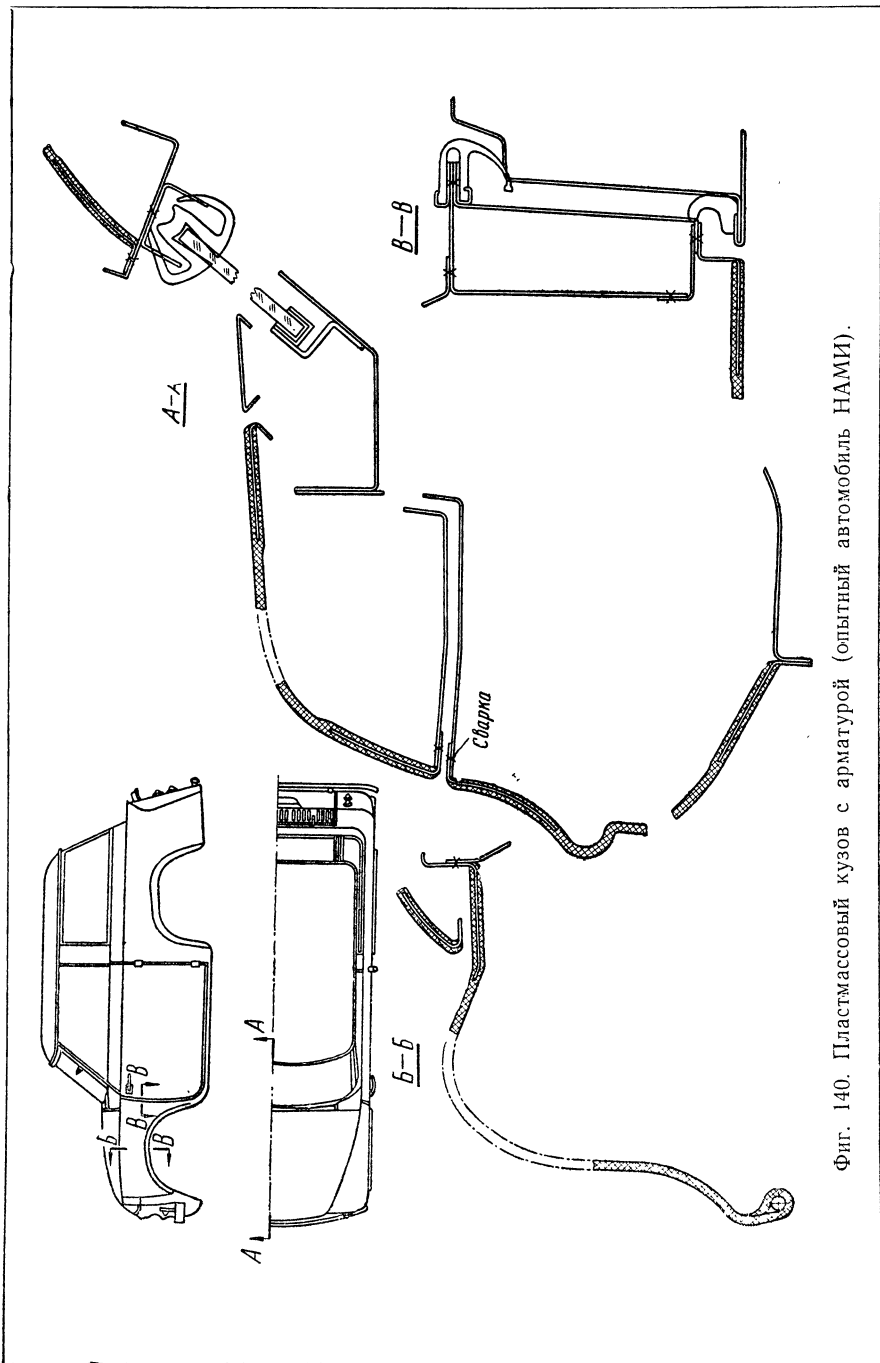 А-А
В-В
Сварка
Б
В
В
В
А
А
Б-Б
Фиг. 140. Пластмассовый кузов с арматурой (опытный автомобиль НАМИ).